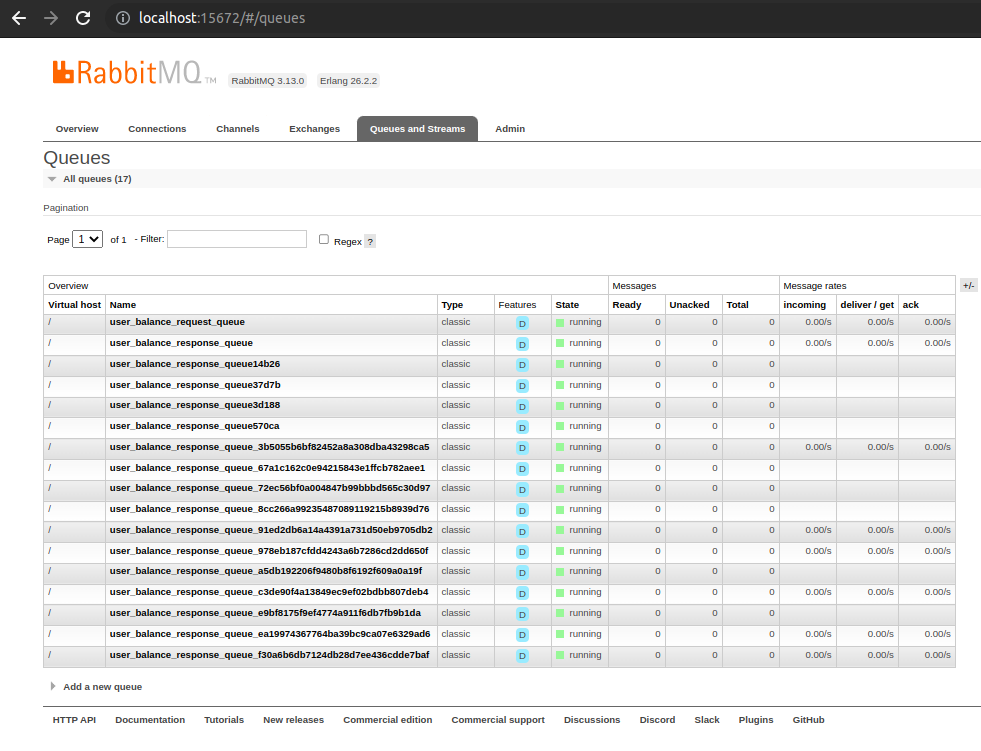 localhost:15672/#/queues
RabbitMQ TM RabbitMQ 3.13.0 Erlang 26.2.2
Overview Connections Channels Exchanges Queues and Streams Admin
Queues
All queues (17)
Pagination
Page 1 of 1 - Filter: Regex ?
Overview Messages Message rates +/-
Virtual host Name Type Features State Ready Unacked Total incoming deliver / get ack
/ user_balance_request_queue classic D running 0 0 0 0.00/s 0.00/s 0.00/s
/ user_balance_response_queue classic D running 0 0 0 0.00/s 0.00/s 0.00/s
/ user_balance_response_queue14b26 classic D running 0 0 0
/ user_balance_response_queue37d7b classic D running 0 0 0
/ user_balance_response_queue3d188 classic D running 0 0 0
/ user_balance_response_queue570ca classic D running 0 0 0
/ user_balance_response_queue_3b5055b6bf82452a8a308dba43298ca5 classic D running 0 0 0 0.00/s 0.00/s 0.00/s
/ user_balance_response_queue_67a1c162c0e94215843e1ffcb782aee1 classic D running 0 0 0
/ user_balance_response_queue_72ec56bf0a004847b99bbbd565c30d97 classic D running 0 0 0
/ user_balance_response_queue_8cc266a99235487089119215b8939d76 classic D running 0 0 0
/ user_balance_response_queue_91ed2db6a14a4391a731d50eb9705db2 classic D running 0 0 0 0.00/s 0.00/s 0.00/s
/ user_balance_response_queue_978eb187cfdd4243a6b7286cd2dd650f classic D running 0 0 0 0.00/s 0.00/s 0.00/s
/ user_balance_response_queue_a5db192206f9480b8f6192f609a0a19f classic D running 0 0 0
/ user_balance_response_queue_c3de90f4a13849ec9ef02bdbb807deb4 classic D running 0 0 0 0.00/s 0.00/s 0.00/s
/ user_balance_response_queue_e9bf8175f9ef4774a911f6db7fb9b1da classic D running 0 0 0
/ user_balance_response_queue_ea19974367764ba39bc9ca07e6329ad6 classic D running 0 0 0 0.00/s 0.00/s 0.00/s
/ user_balance_response_queue_f30a6b6db7124db28d7ee436cdde7baf classic D running 0 0 0 0.00/s 0.00/s 0.00/s
Add a new queue
HTTP API Documentation Tutorials New releases Commercial edition Commercial support Discussions Discord Slack Plugins GitHub